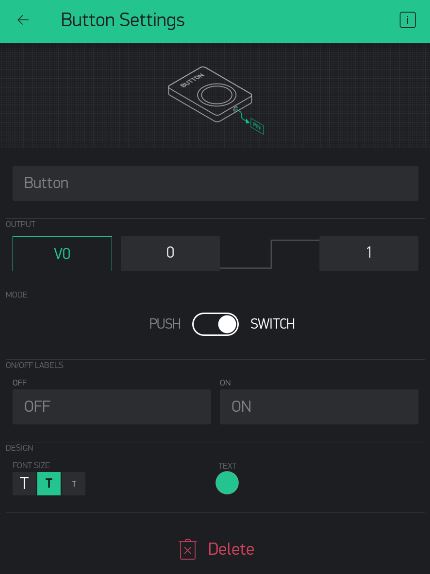 Button Settings
i
BUTTON
PIN
Button
OUTPUT
V0
0
1
MODE
PUSH
SWITCH
ON/OFF LABELS
OFF
ON
OFF
ON
DESIGN
FONT SIZE
TEXT
T
T
T
Delete